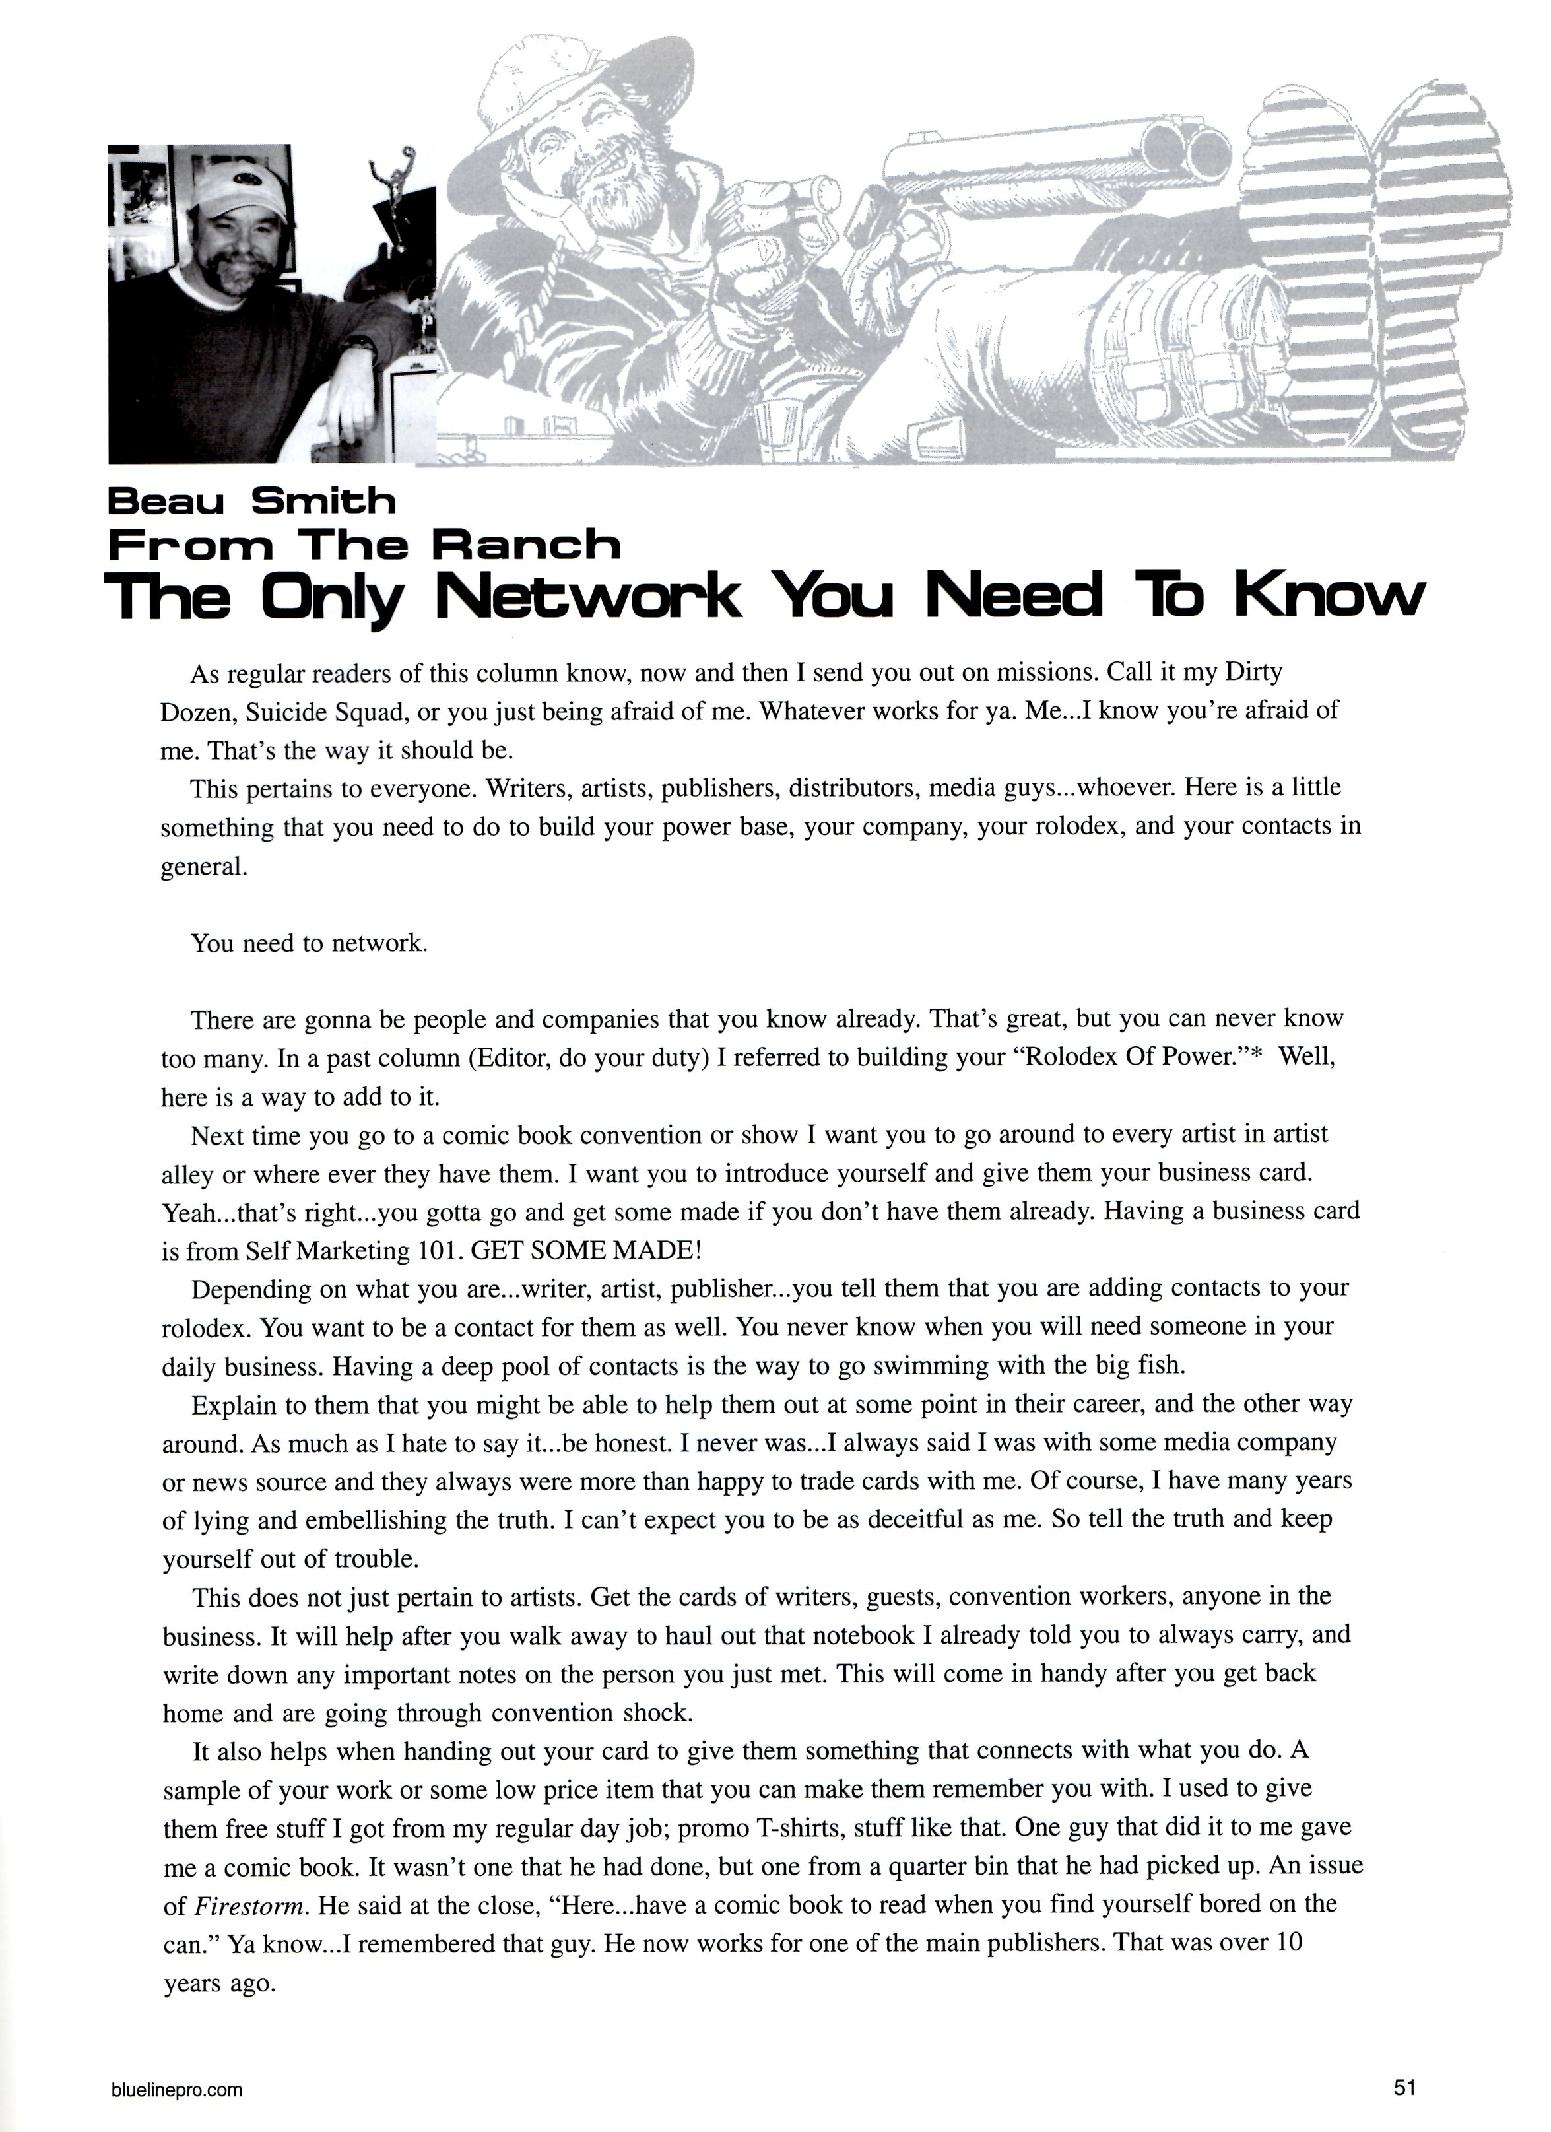 Beau Smith
From The Ranch
The Only Network You Need To Know
As regular readers of this column know, now and then I send you out on missions. Call it my Dirty
Dozen, Suicide Squad, or you just being afraid of me. Whatever works for ya. Me...I know you're afraid of
me. That's the way it should be.
This pertains to everyone. Writers, artists, publishers, distributors, media guys...whoever. Here is a little
something that you need to do to build your power base, your company, your rolodex, and your contacts in
general.
You need to network.
There are gonna be people and companies that you know already. That's great, but you can never know
too many. In a past column (Editor, do your duty) I referred to building your “Rolodex Of Power.”* Well,
here is a way to add to it.
Next time you go to a comic book convention or show I want you to go around to every artist in artist
alley or where ever they have them. I want you to introduce yourself and give them your business card.
Yeah...that's right...you gotta go and get some made if you don't have them already. Having a business card
is from Self Marketing 101. GET SOME MADE!
Depending on what you are...writer, artist, publisher...you tell them that you are adding contacts to your
rolodex. You want to be a contact for them as well. You never know when you will need someone in your
daily business. Having a deep pool of contacts is the way to go swimming with the big fish.
Explain to them that you might be able to help them out at some point in their career, and the other way
around. As much as I hate to say it...be honest. I never was...I always said I was with some media company
or news source and they always were more than happy to trade cards with me. Of course, I have many years
of lying and embellishing the truth. I can't expect you to be as deceitful as me. So tell the truth and keep
yourself out of trouble.
This does not just pertain to artists. Get the cards of writers, guests, convention workers, anyone in the
business. It will help after you walk away to haul out that notebook I already told you to always carry, and
write down any important notes on the person you just met. This will come in handy after you get back
home and are going through convention shock.
It also helps when handing out your card to give them something that connects with what you do. A
sample of your work or some low price item that you can make them remember you with. I used to give
them free stuff I got from my regular day job; promo T-shirts, stuff like that. One guy that did it to me gave
me a comic book. It wasn't one that he had done, but one from a quarter bin that he had picked up. An issue
of Firestorm. He said at the close, “Here...have a comic book to read when you find yourself bored on the
can.” Ya know...I remembered that guy. He now works for one of the main publishers. That was over 10
years ago.
bluelinepro.com
51